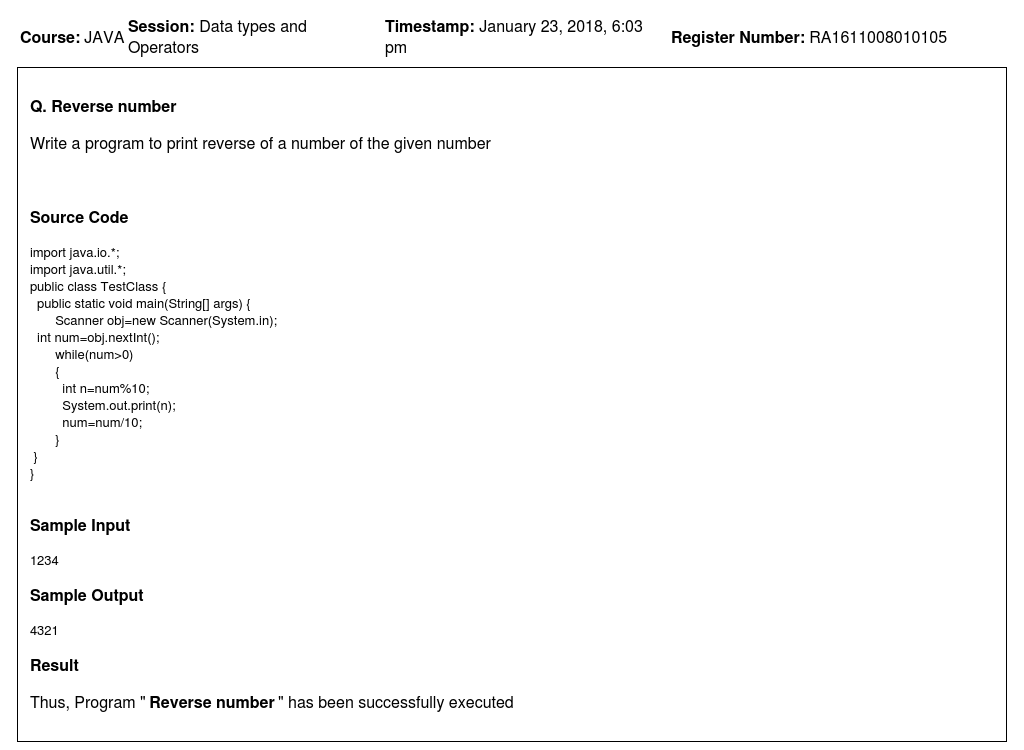 Course: JAVA Session: Data types and Operators Timestamp: January 23, 2018, 6:03 pm Register Number: RA1611008010105
Q. Reverse number
Write a program to print reverse of a number of the given number
Source Code
import java.io.*;
import java.util.*;
public class TestClass {
  public static void main(String[] args) {
       Scanner obj=new Scanner(System.in);
  int num=obj.nextInt();
       while(num>0)
       {
         int n=num%10;
         System.out.print(n);
         num=num/10;
       }
 }
}
Sample Input
1234
Sample Output
4321
Result
Thus, Program " Reverse number " has been successfully executed